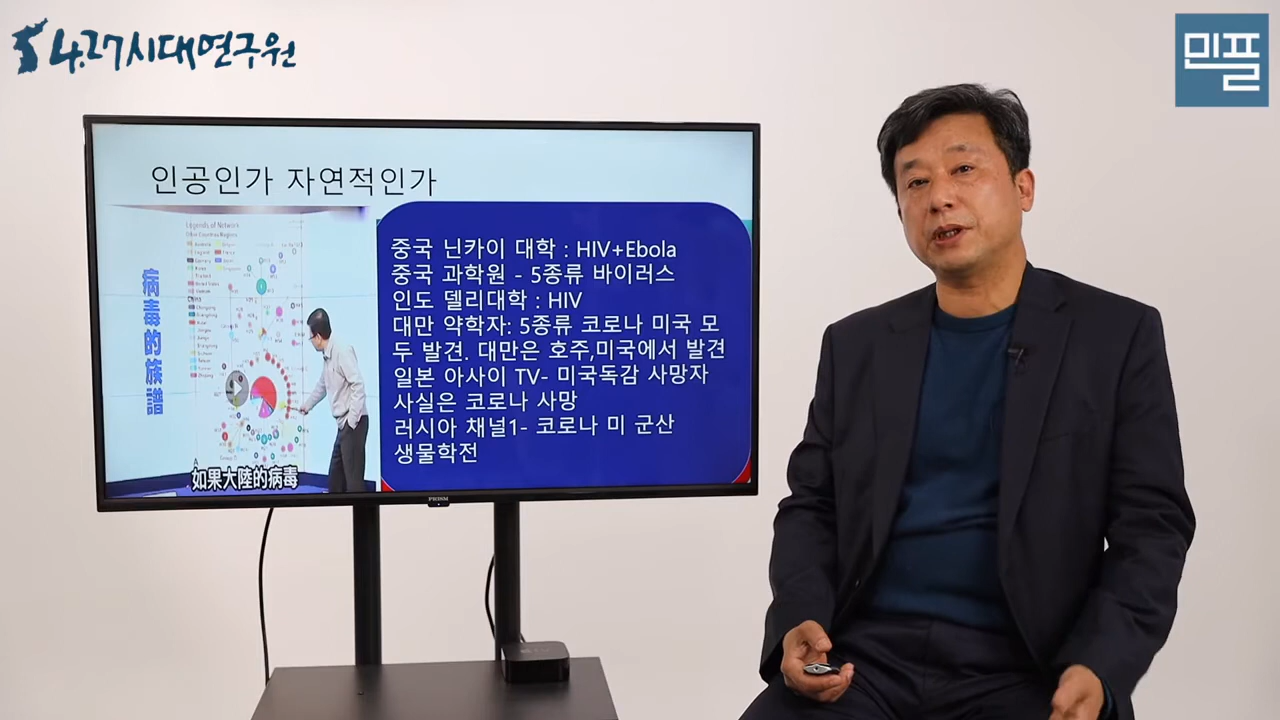 4.27시대연구원
민플
인공인가 자연적인가
Legends of Network
病毒的族譜
如果大陸的病毒
중국 닌카이 대학 : HIV+Ebola
중국 과학원 - 5종류 바이러스
인도 델리대학 : HIV
대만 약학자: 5종류 코로나 미국 모
두 발견. 대만은 호주,미국에서 발견
일본 아사이 TV- 미국독감 사망자
사실은 코로나 사망
러시아 채널1- 코로나 미 군산
생물학전
PRISM